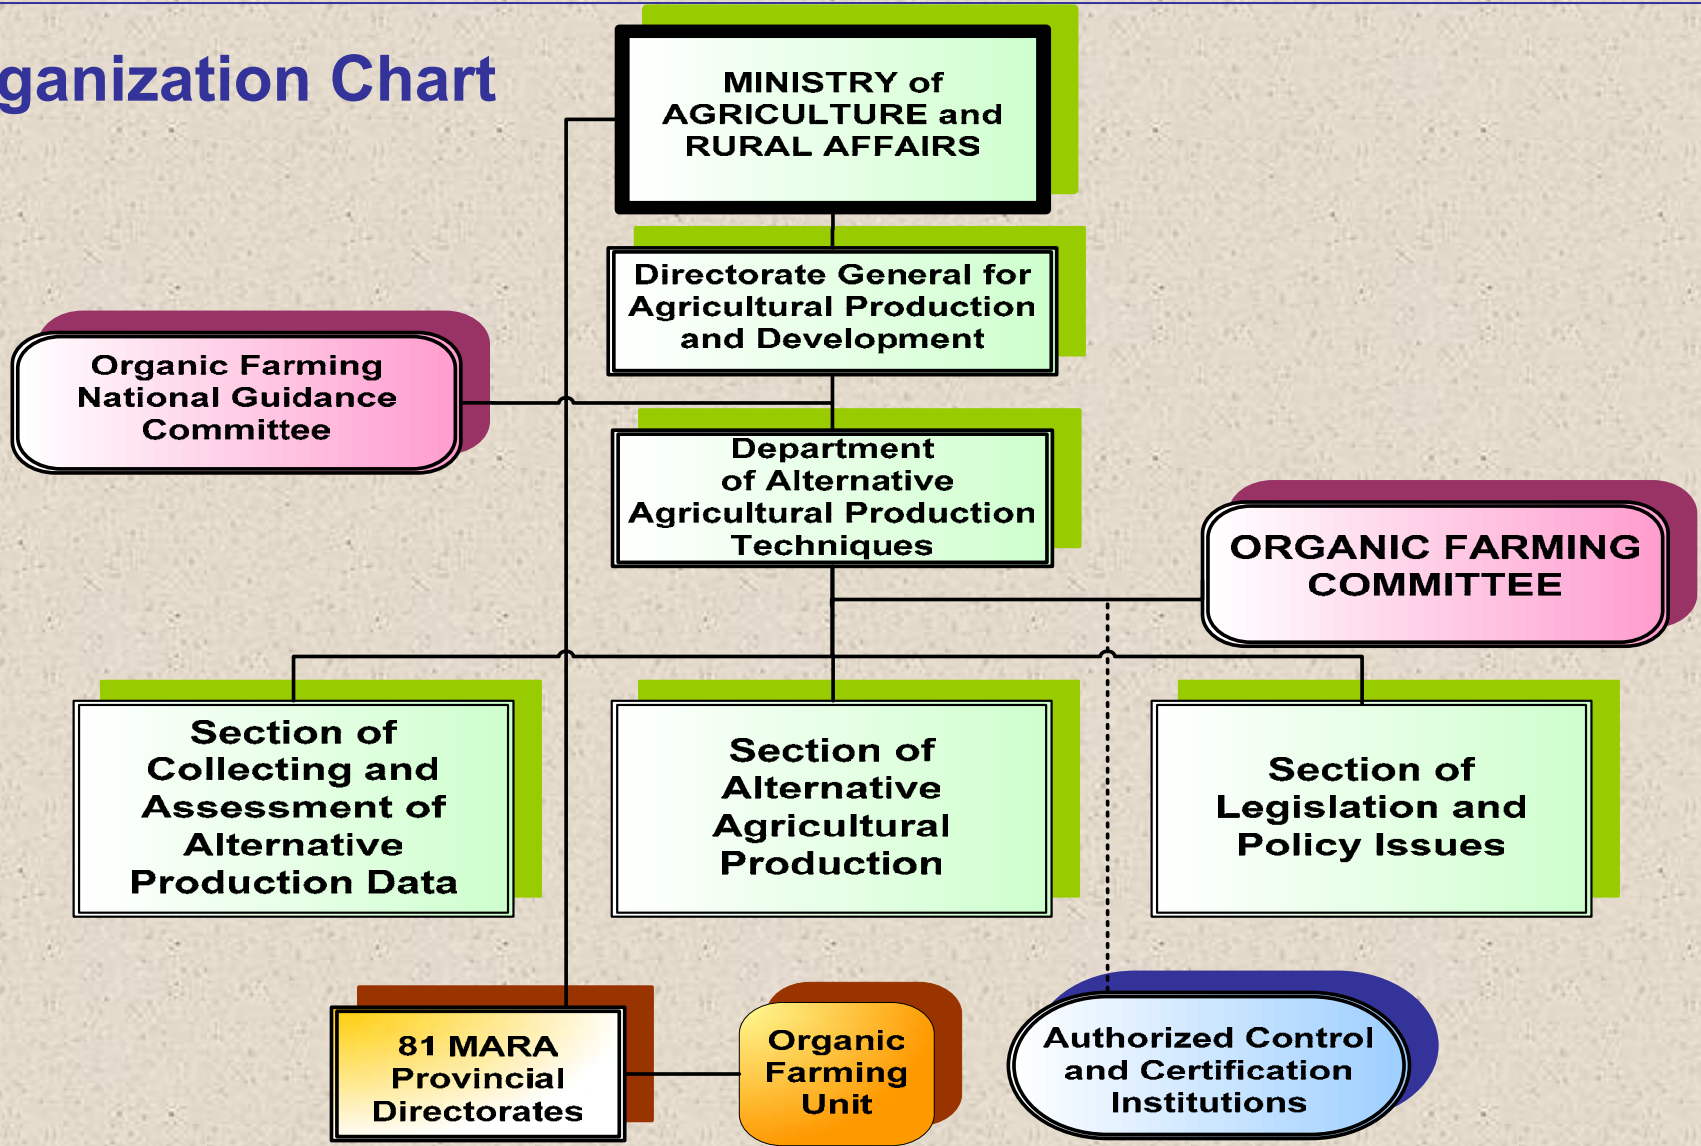 ganization Chart
MINISTRY of
AGRICULTURE and
RURAL AFFAIRS
Directorate General for
Agricultural Production
and Development
Organic Farming
National Guidance
Committee
Department
of Alternative
Agricultural Production
Techniques
ORGANIC FARMING
COMMITTEE
Section of
Collecting and
Assessment of
Alternative
Production Data
Section of
Alternative
Agricultural
Production
Section of
Legislation and
Policy Issues
81 MARA
Provincial
Directorates
Organic
Farming
Unit
Authorized Control
and Certification
Institutions